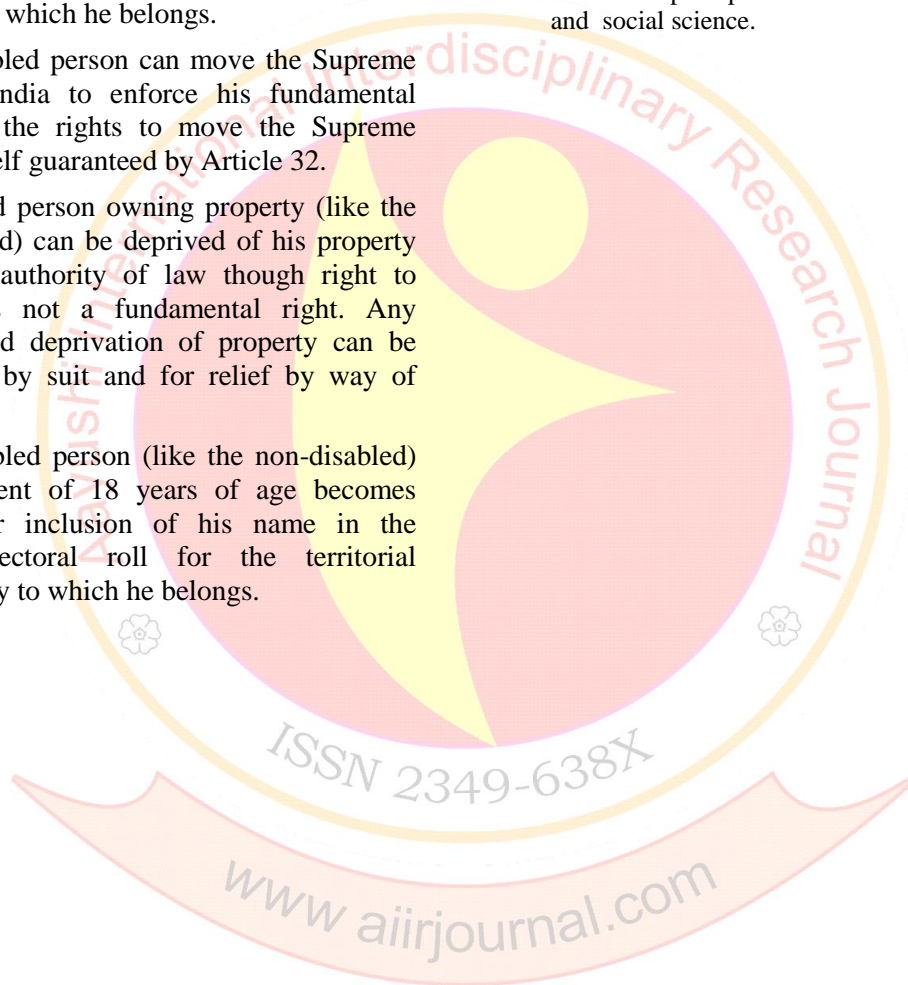 which he belongs.
bled person can move the Supreme
ndia to enforce his fundamental
the rights to move the Supreme
elf guaranteed by Article 32.
d person owning property (like the
d) can be deprived of his property
authority of law though right to
not a fundamental right. Any
d deprivation of property can be
by suit and for relief by way of
bled person (like the non-disabled)
ent of 18 years of age becomes
r inclusion of his name in the
ectoral roll for the territorial
y to which he belongs.
and social science.
Aayushi International Interdisciplinary Research Journal
ISSN 2349-638X
www aiirjournal.com